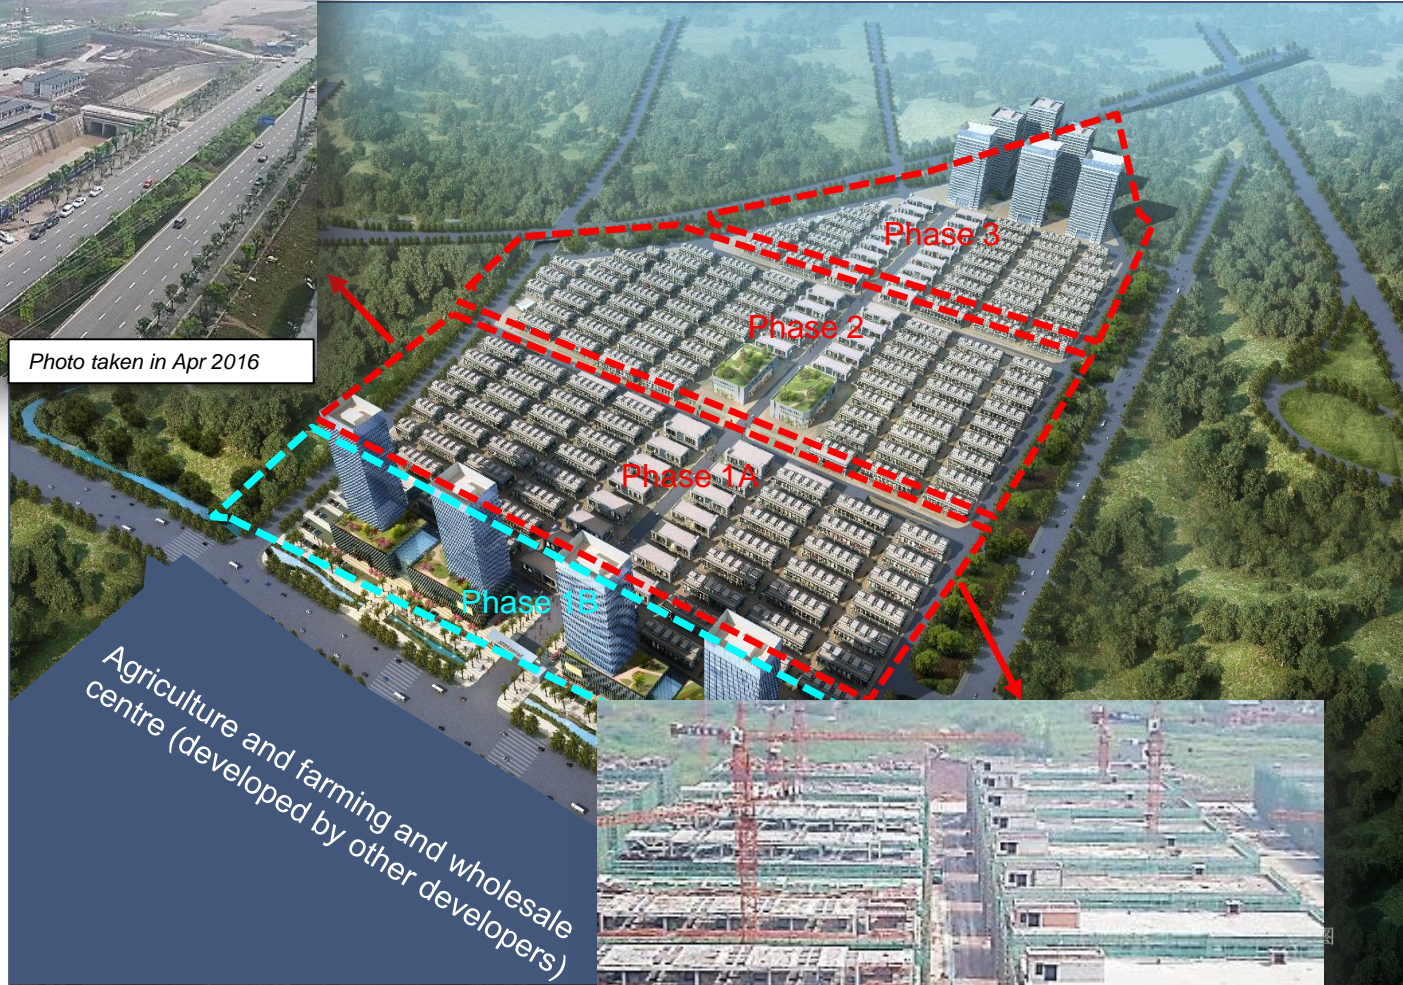 Photo taken in Apr 2016
Phase 3
Phase 2
Phase 1A
Phase 1B
Agriculture and farming and wholesale
centre (developed by other developers)